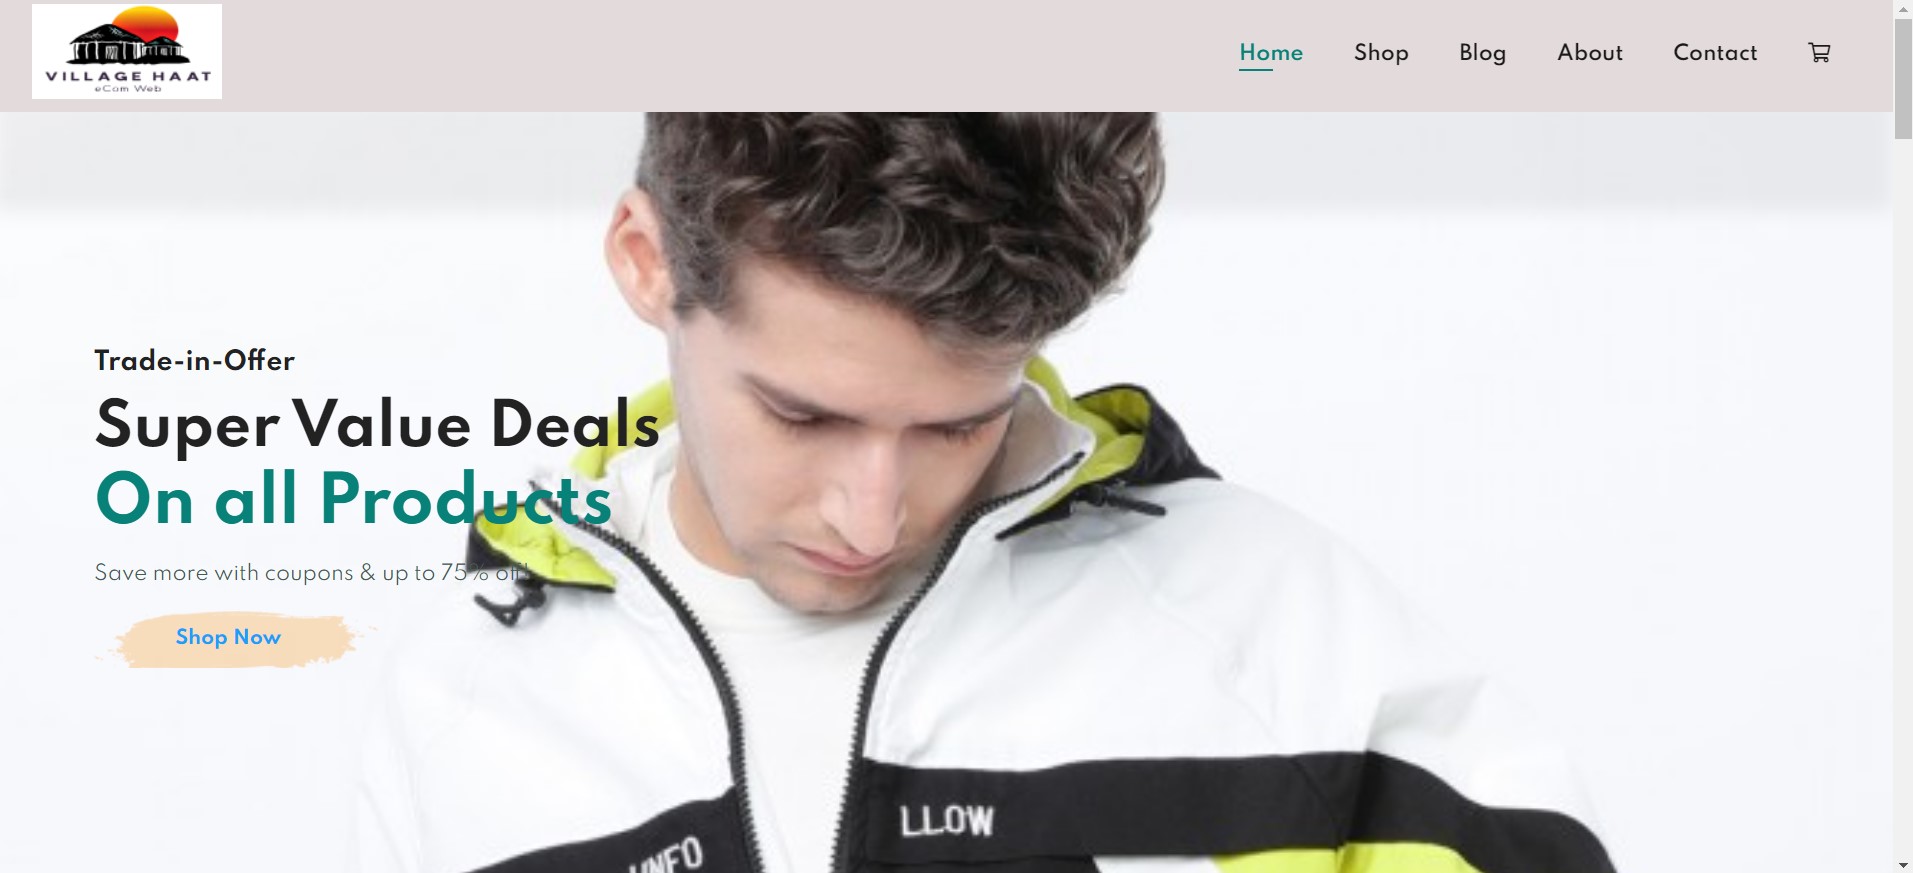 VILLAGE HAAT
eCom Web
Home Shop Blog About Contact
Trade-in-Offer
Super Value Deals
On all Products
Save more with coupons & up to 75% off!
Shop Now
LLOW
UNFO